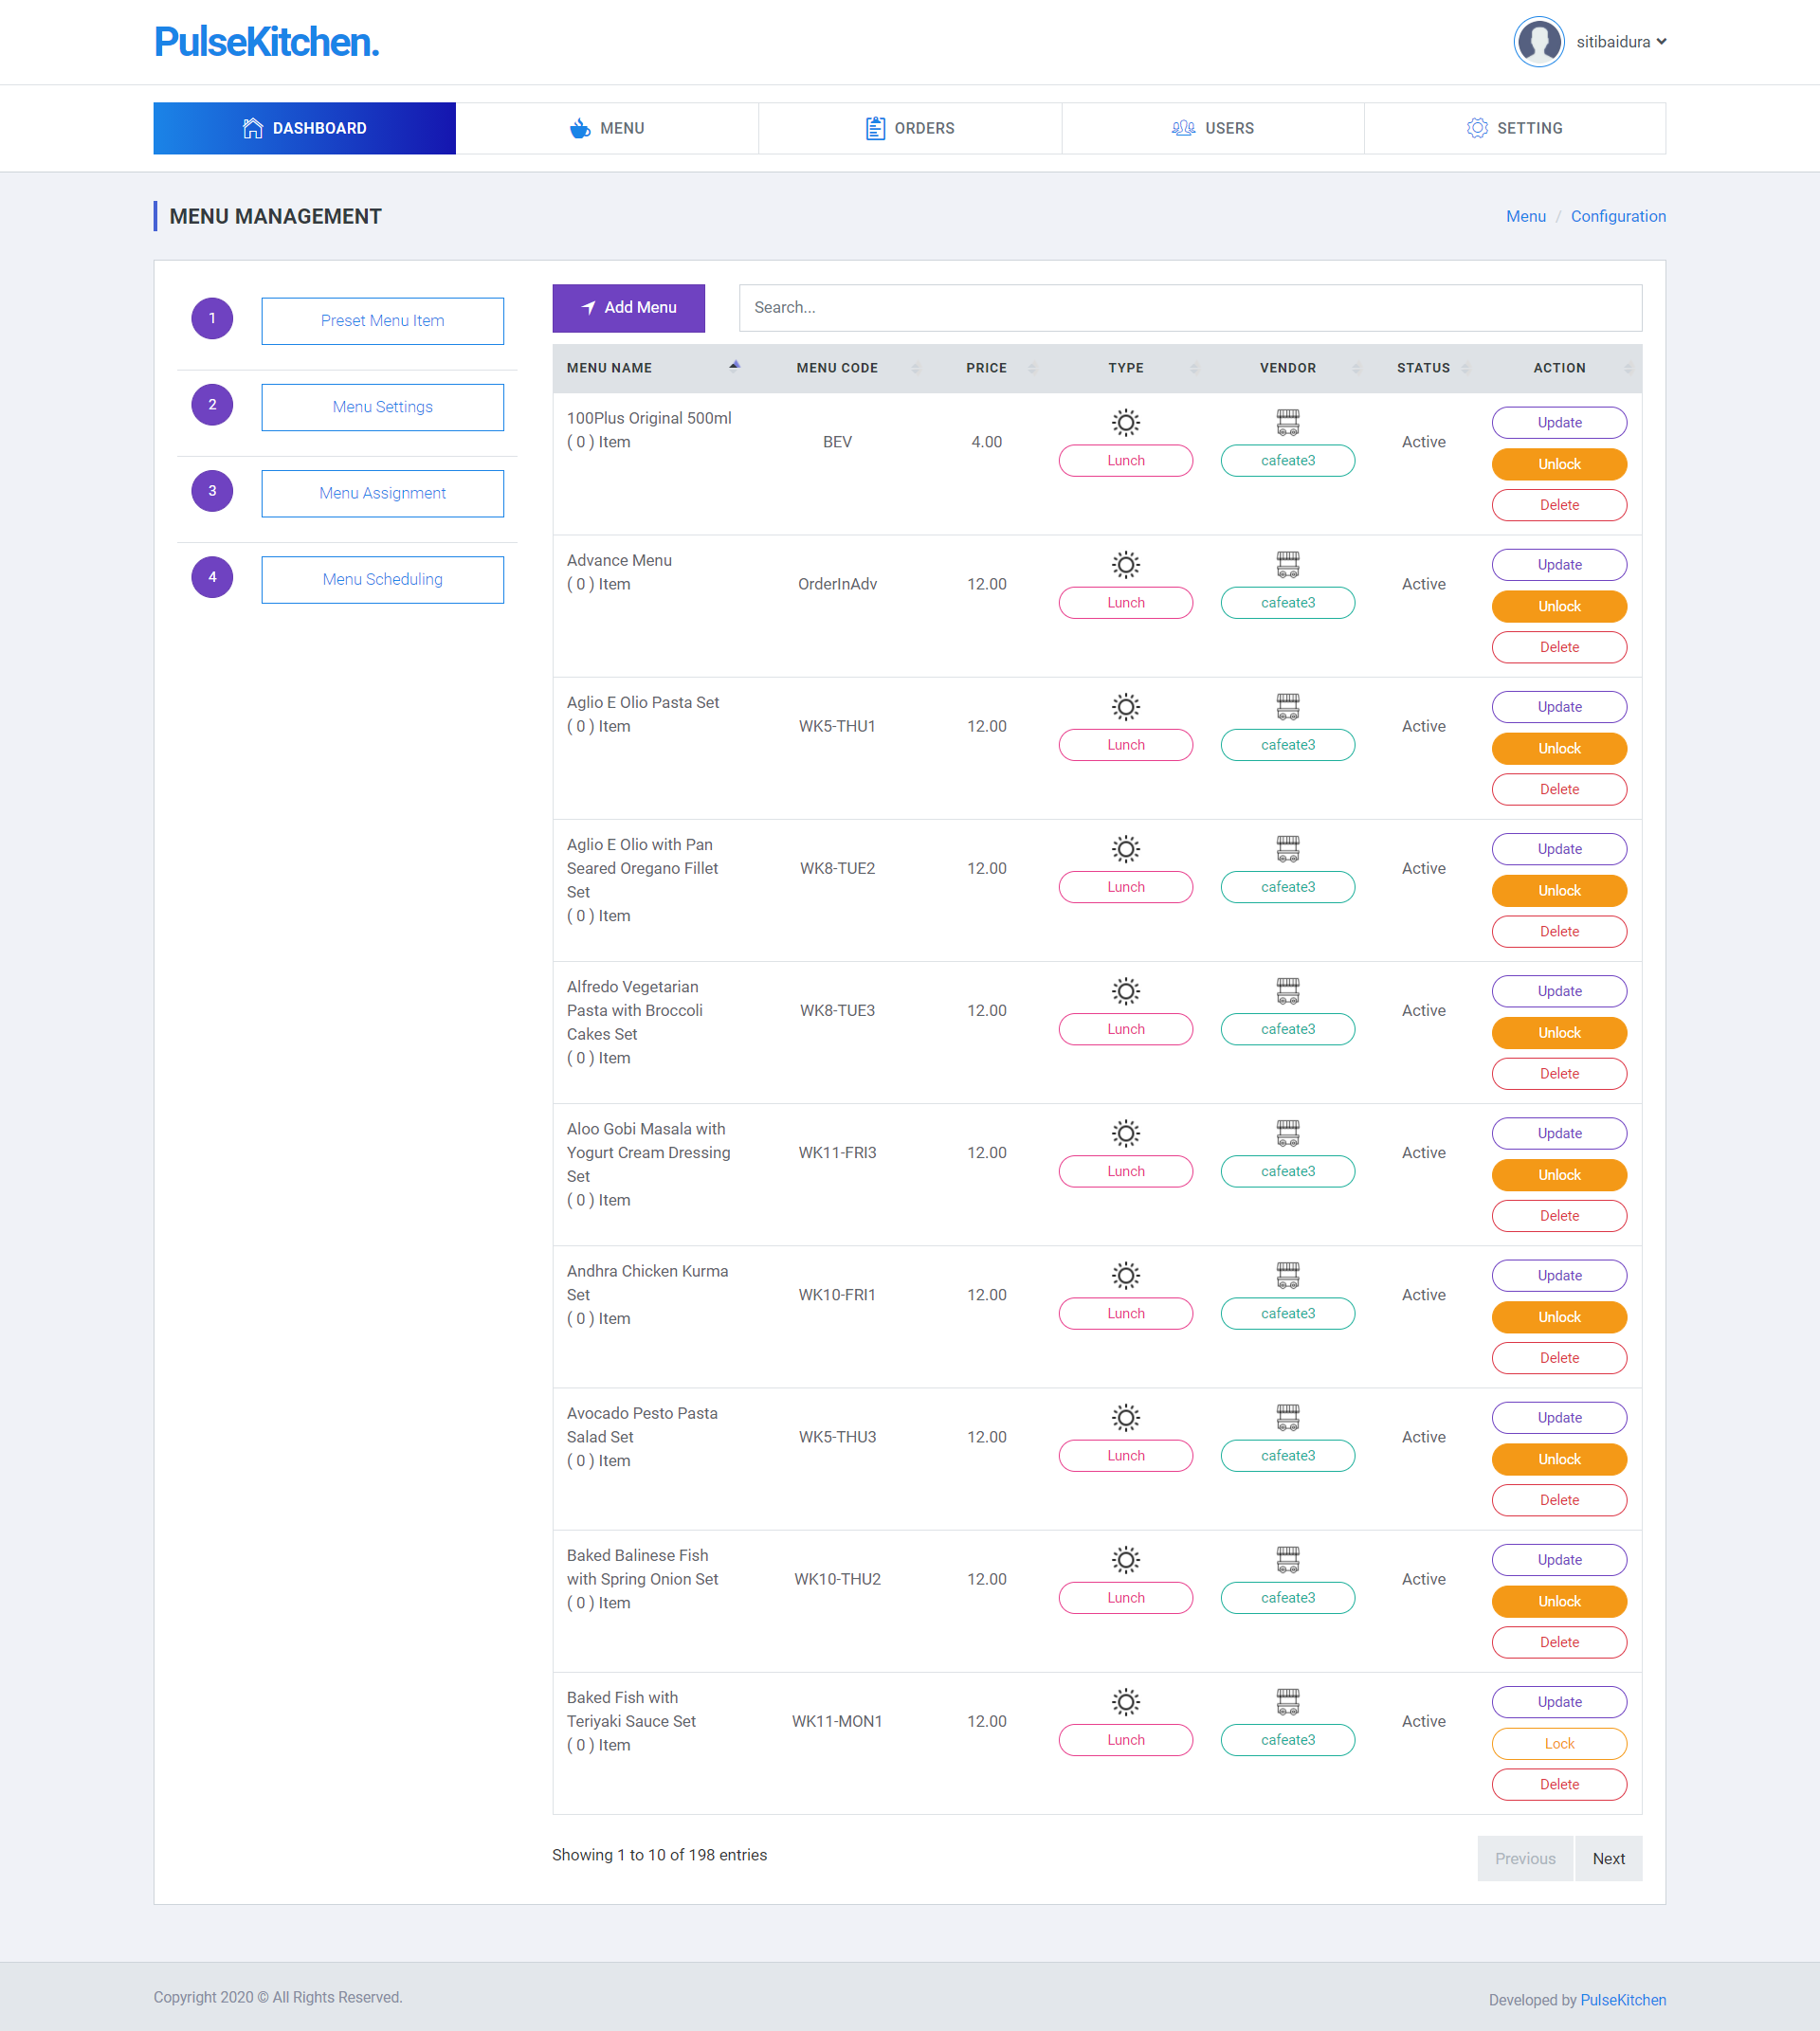 PulseKitchen.
sitibaidura
DASHBOARD
MENU
ORDERS
USERS
SETTING
MENU MANAGEMENT
Menu / Configuration
1
Preset Menu Item
2
Menu Settings
3
Menu Assignment
4
Menu Scheduling
Add Menu
Search...
MENU NAME MENU CODE PRICE TYPE VENDOR STATUS ACTION
100Plus Original 500ml
( 0 ) Item
BEV
4.00
Lunch
cafeate3
Active
Update
Unlock
Delete
Advance Menu
( 0 ) Item
OrderInAdv
12.00
Lunch
cafeate3
Active
Update
Unlock
Delete
Aglio E Olio Pasta Set
( 0 ) Item
WK5-THU1
12.00
Lunch
cafeate3
Active
Update
Unlock
Delete
Aglio E Olio with Pan
Seared Oregano Fillet
Set
( 0 ) Item
WK8-TUE2
12.00
Lunch
cafeate3
Active
Update
Unlock
Delete
Alfredo Vegetarian
Pasta with Broccoli
Cakes Set
( 0 ) Item
WK8-TUE3
12.00
Lunch
cafeate3
Active
Update
Unlock
Delete
Aloo Gobi Masala with
Yogurt Cream Dressing
Set
( 0 ) Item
WK11-FRI3
12.00
Lunch
cafeate3
Active
Update
Unlock
Delete
Andhra Chicken Kurma
Set
( 0 ) Item
WK10-FRI1
12.00
Lunch
cafeate3
Active
Update
Unlock
Delete
Avocado Pesto Pasta
Salad Set
( 0 ) Item
WK5-THU3
12.00
Lunch
cafeate3
Active
Update
Unlock
Delete
Baked Balinese Fish
with Spring Onion Set
( 0 ) Item
WK10-THU2
12.00
Lunch
cafeate3
Active
Update
Unlock
Delete
Baked Fish with
Teriyaki Sauce Set
( 0 ) Item
WK11-MON1
12.00
Lunch
cafeate3
Active
Update
Lock
Delete
Showing 1 to 10 of 198 entries
Previous
Next
Copyright 2020 © All Rights Reserved.
Developed by PulseKitchen